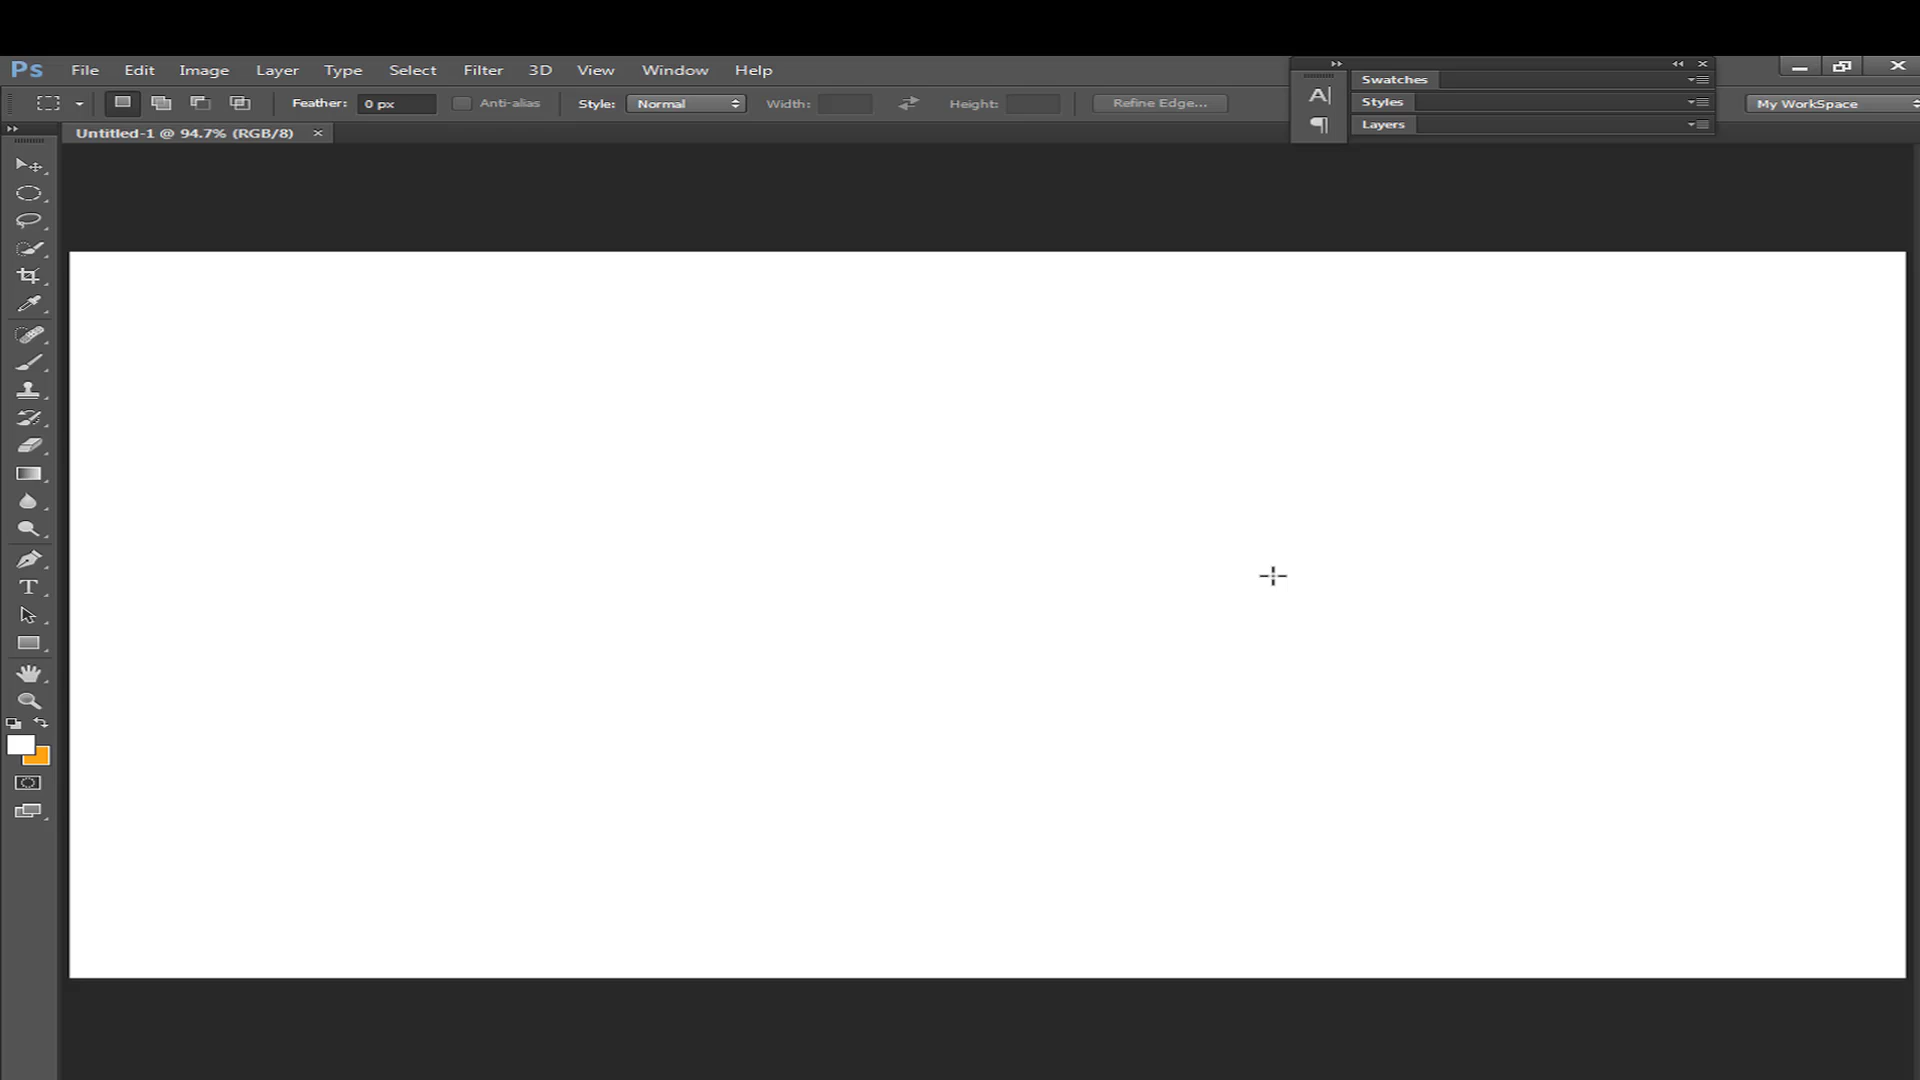 Ps File Edit Image Layer Type Select Filter 3D View Window Help
Feather: 0 px Anti-alias Style: Normal Width: Height: Refine Edge... My WorkSpace
A|
Swatches
Styles
Layers
Untitled-1 @ 94.7% (RGB/8) ×
T